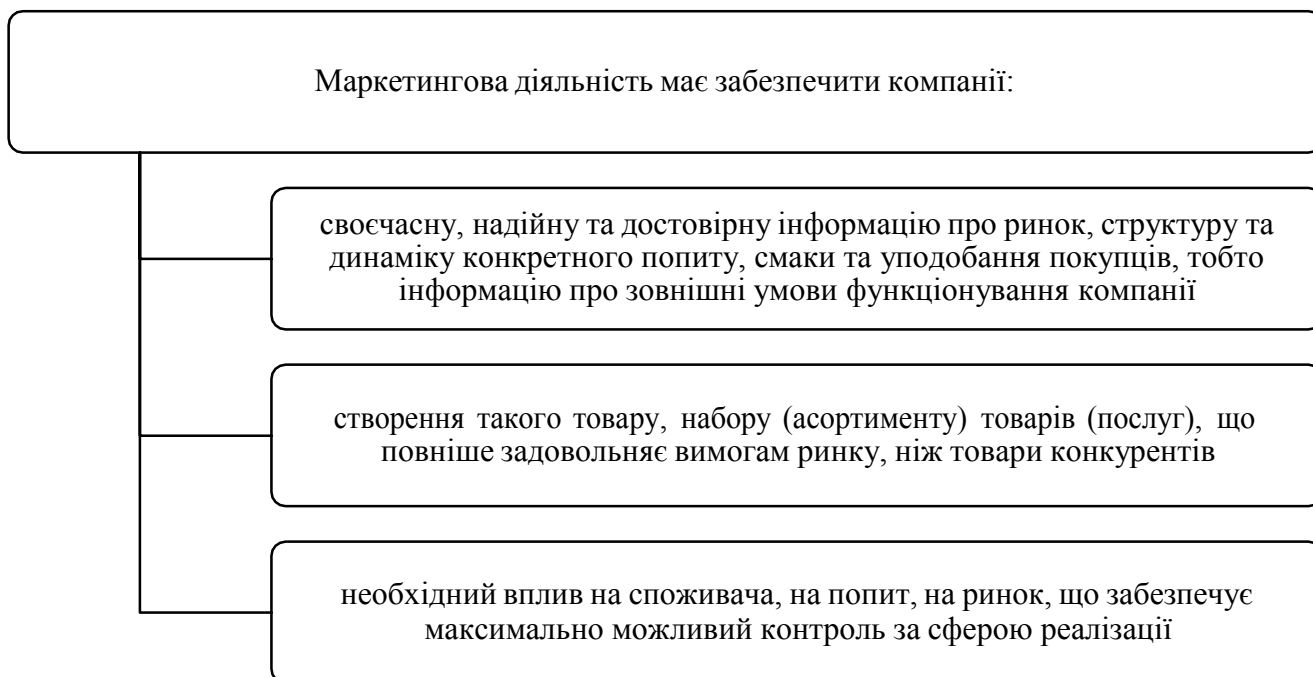 Маркетингова діяльність має забезпечити компанії:
своєчасну, надійну та достовірну інформацію про ринок, структуру та
динаміку конкретного попиту, смаки та уподобання покупців, тобто
інформацію про зовнішні умови функціонування компанії
створення такого товару, набору (асортименту) товарів (послуг), що
повніше задовольняє вимогам ринку, ніж товари конкурентів
необхідний вплив на споживача, на попит, на ринок, що забезпечує
максимально можливий контроль за сферою реалізації